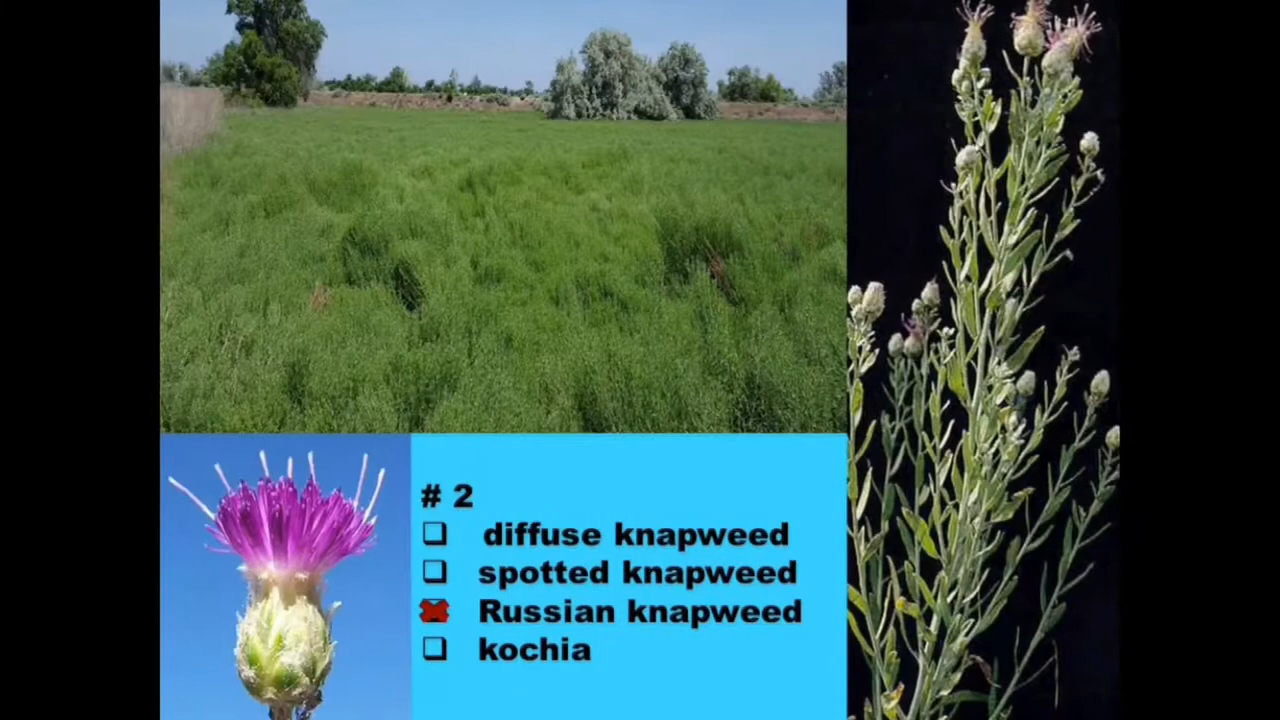 # 2
❑ diffuse knapweed
❑ spotted knapweed
✖ Russian knapweed
❑ kochia